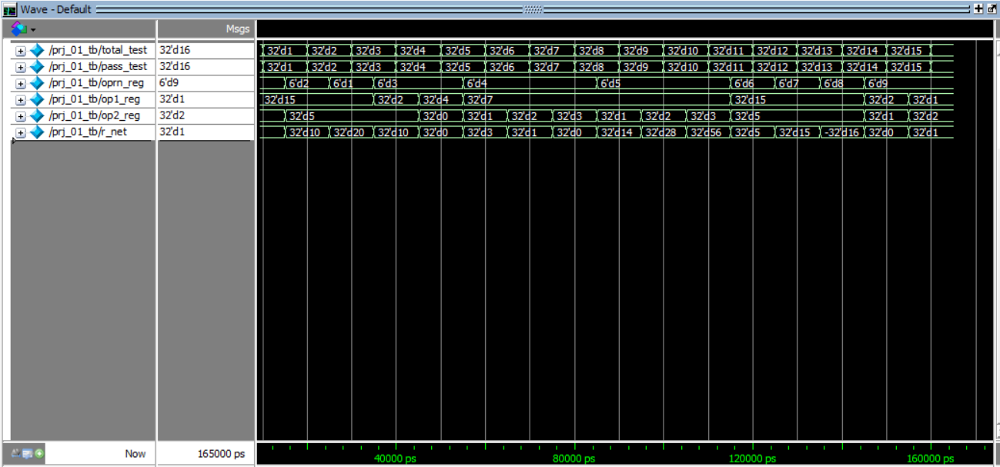 Wave - Default
Msgs
/prj_01_tb/total_test 32'd16 32'd1 32'd2 32'd3 32'd4 32'd5 32'd6 32'd7 32'd8 32'd9 32'd10 32'd11 32'd12 32'd13 32'd14 32'd15
/prj_01_tb/pass_test 32'd16 32'd1 32'd2 32'd3 32'd4 32'd5 32'd6 32'd7 32'd8 32'd9 32'd10 32'd11 32'd12 32'd13 32'd14 32'd15
/prj_01_tb/oprn_reg 6'd9 6'd2 6'd1 6'd3 6'd4 6'd5 6'd6 6'd7 6'd8 6'd9
/prj_01_tb/op1_reg 32'd1 32'd15 32'd2 32'd4 32'd7 32'd15 32'd2 32'd1
/prj_01_tb/op2_reg 32'd2 32'd5 32'd0 32'd1 32'd2 32'd3 32'd1 32'd2 32'd3 32'd5 32'd1 32'd2
/prj_01_tb/r_net 32'd1 32'd10 32'd20 32'd10 32'd0 32'd3 32'd1 32'd0 32'd14 32'd28 32'd56 32'd5 32'd15 -32'd16 32'd0 32'd1
Now 165000 ps 40000 ps 80000 ps 120000 ps 160000 ps